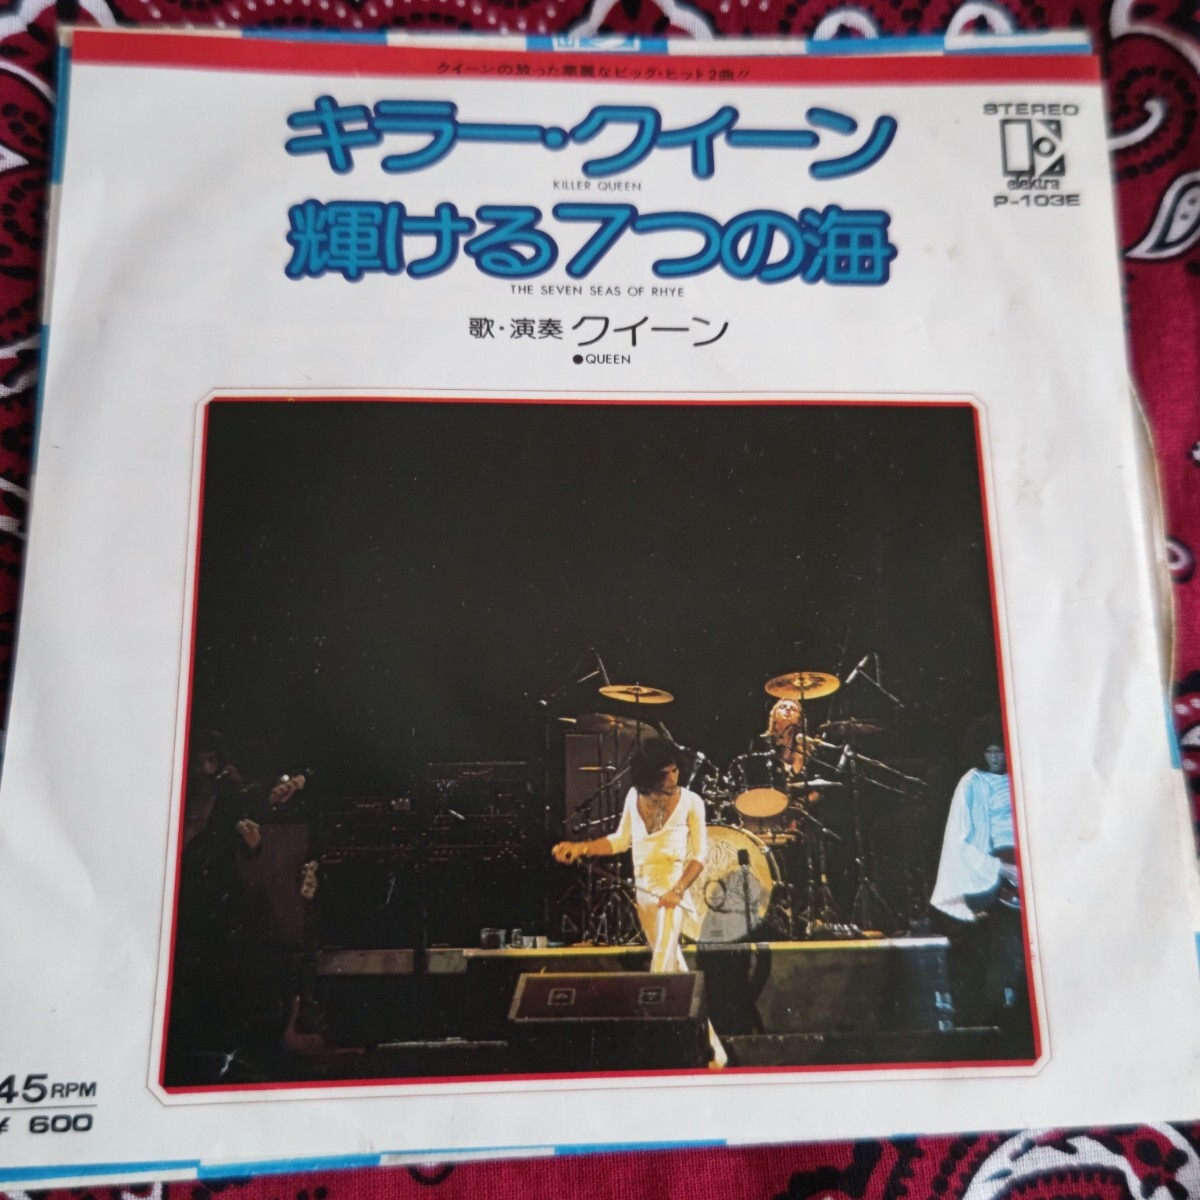 クイーンの放った華麗なビッグ・ヒット2曲!!
キラー・クイーン
KILLER QUEEN
輝ける7つの海
THE SEVEN SEAS OF RHYE
歌・演奏 クイーン
●QUEEN
STEREO
elektra
P-103E
45 RPM
¥ 600